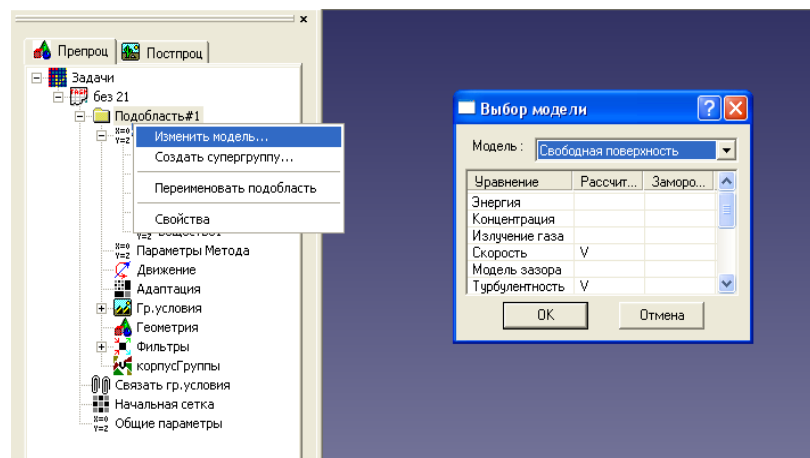 Препроц Постпроц
Задачи
без 21
Подобласть#1
Изменить модель...
Создать супергруппу...
Переименовать подобласть
Свойства
Параметры Метода
Движение
Адаптация
Гр.условия
Геометрия
Фильтры
корпусГруппы
Связать гр.условия
Начальная сетка
Общие параметры
Выбор модели
Модель : Свободная поверхность
Уравнение Рассчит... Заморо...
Энергия
Концентрация
Излучение газа
Скорость V
Модель зазора
Турбулентность V
OK Отмена